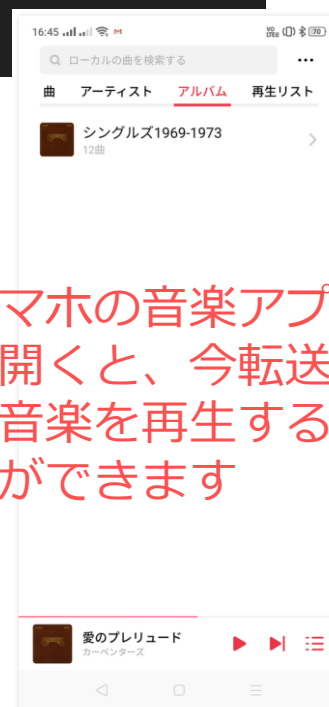 16:45
VO LTE 70
ローカルの曲を検索する
曲 アーティスト アルバム 再生リスト
シングルズ1969-1973
12曲
マホの音楽アプ
開くと、今転送
音楽を再生する
ができます
愛のプレリュード
カーペンターズ